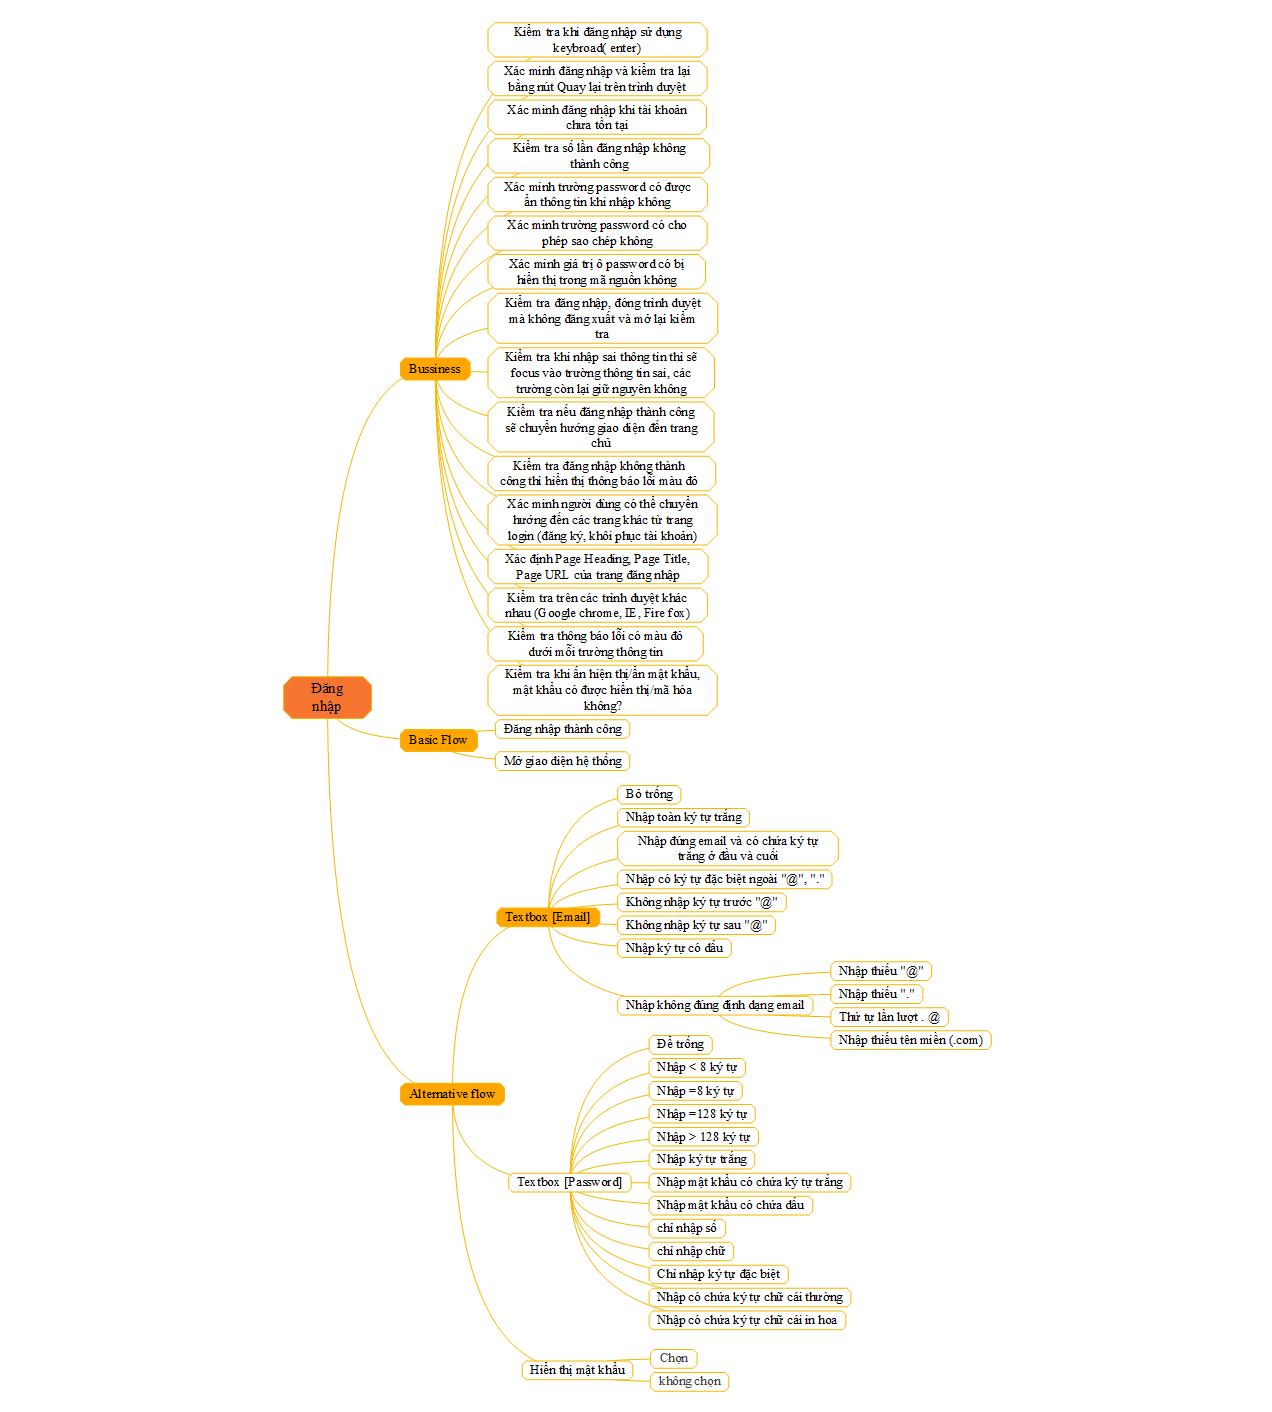 Kiểm tra khi đăng nhập sử dụng
keybroad( enter)
Xác minh đăng nhập và kiểm tra lại
bằng nút Quay lại trên trình duyệt
Xác minh đăng nhập khi tài khoản
chưa tồn tại
Kiểm tra số lần đăng nhập không
thành công
Xác minh trường password có được
ẩn thông tin khi nhập không
Xác minh trường password có cho
phép sao chép không
Xác minh giá trị ô password có bị
hiển thị trong mã nguồn không
Kiểm tra đăng nhập, đóng trình duyệt
mà không đăng xuất và mở lại kiểm
tra
Bussiness
Kiểm tra khi nhập sai thông tin thì sẽ
focus vào trường thông tin sai, các
trường còn lại giữ nguyên không
Kiểm tra nếu đăng nhập thành công
sẽ chuyển hướng giao diện đến trang
chủ
Kiểm tra đăng nhập không thành
công thì hiển thị thông báo lỗi màu đỏ
Xác minh người dùng có thể chuyển
hướng đến các trang khác từ trang
login (đăng ký, khôi phục tài khoản)
Xác định Page Heading, Page Title,
Page URL của trang đăng nhập
Kiểm tra trên các trình duyệt khác
nhau (Google chrome, IE, Fire fox)
Kiểm tra thông báo lỗi có màu đỏ
dưới mỗi trường thông tin
Kiểm tra khi ấn hiện thị/ẩn mật khẩu,
mật khẩu có được hiển thị/mã hóa
không?
Đăng
nhập
Basic Flow
Đăng nhập thành công
Mở giao diện hệ thống
Bỏ trống
Nhập toàn ký tự trắng
Nhập đúng email và có chứa ký tự
trắng ở đầu và cuối
Nhập có ký tự đặc biệt ngoài "@", "."
Không nhập ký tự trước "@"
Textbox [Email]
Không nhập ký tự sau "@"
Nhập ký tự có dấu
Nhập không đúng định dạng email
Nhập thiếu "@"
Nhập thiếu "."
Thứ tự lần lượt . @
Nhập thiếu tên miền (.com)
Alternative flow
Để trống
Nhập < 8 ký tự
Nhập =8 ký tự
Nhập =128 ký tự
Nhập > 128 ký tự
Nhập ký tự trắng
Textbox [Password]
Nhập mật khẩu có chứa ký tự trắng
Nhập mật khẩu có chứa dấu
chỉ nhập số
chỉ nhập chữ
Chỉ nhập ký tự đặc biệt
Nhập có chứa ký tự chữ cái thường
Nhập có chứa ký tự chữ cái in hoa
Hiển thị mật khẩu
Chọn
không chọn